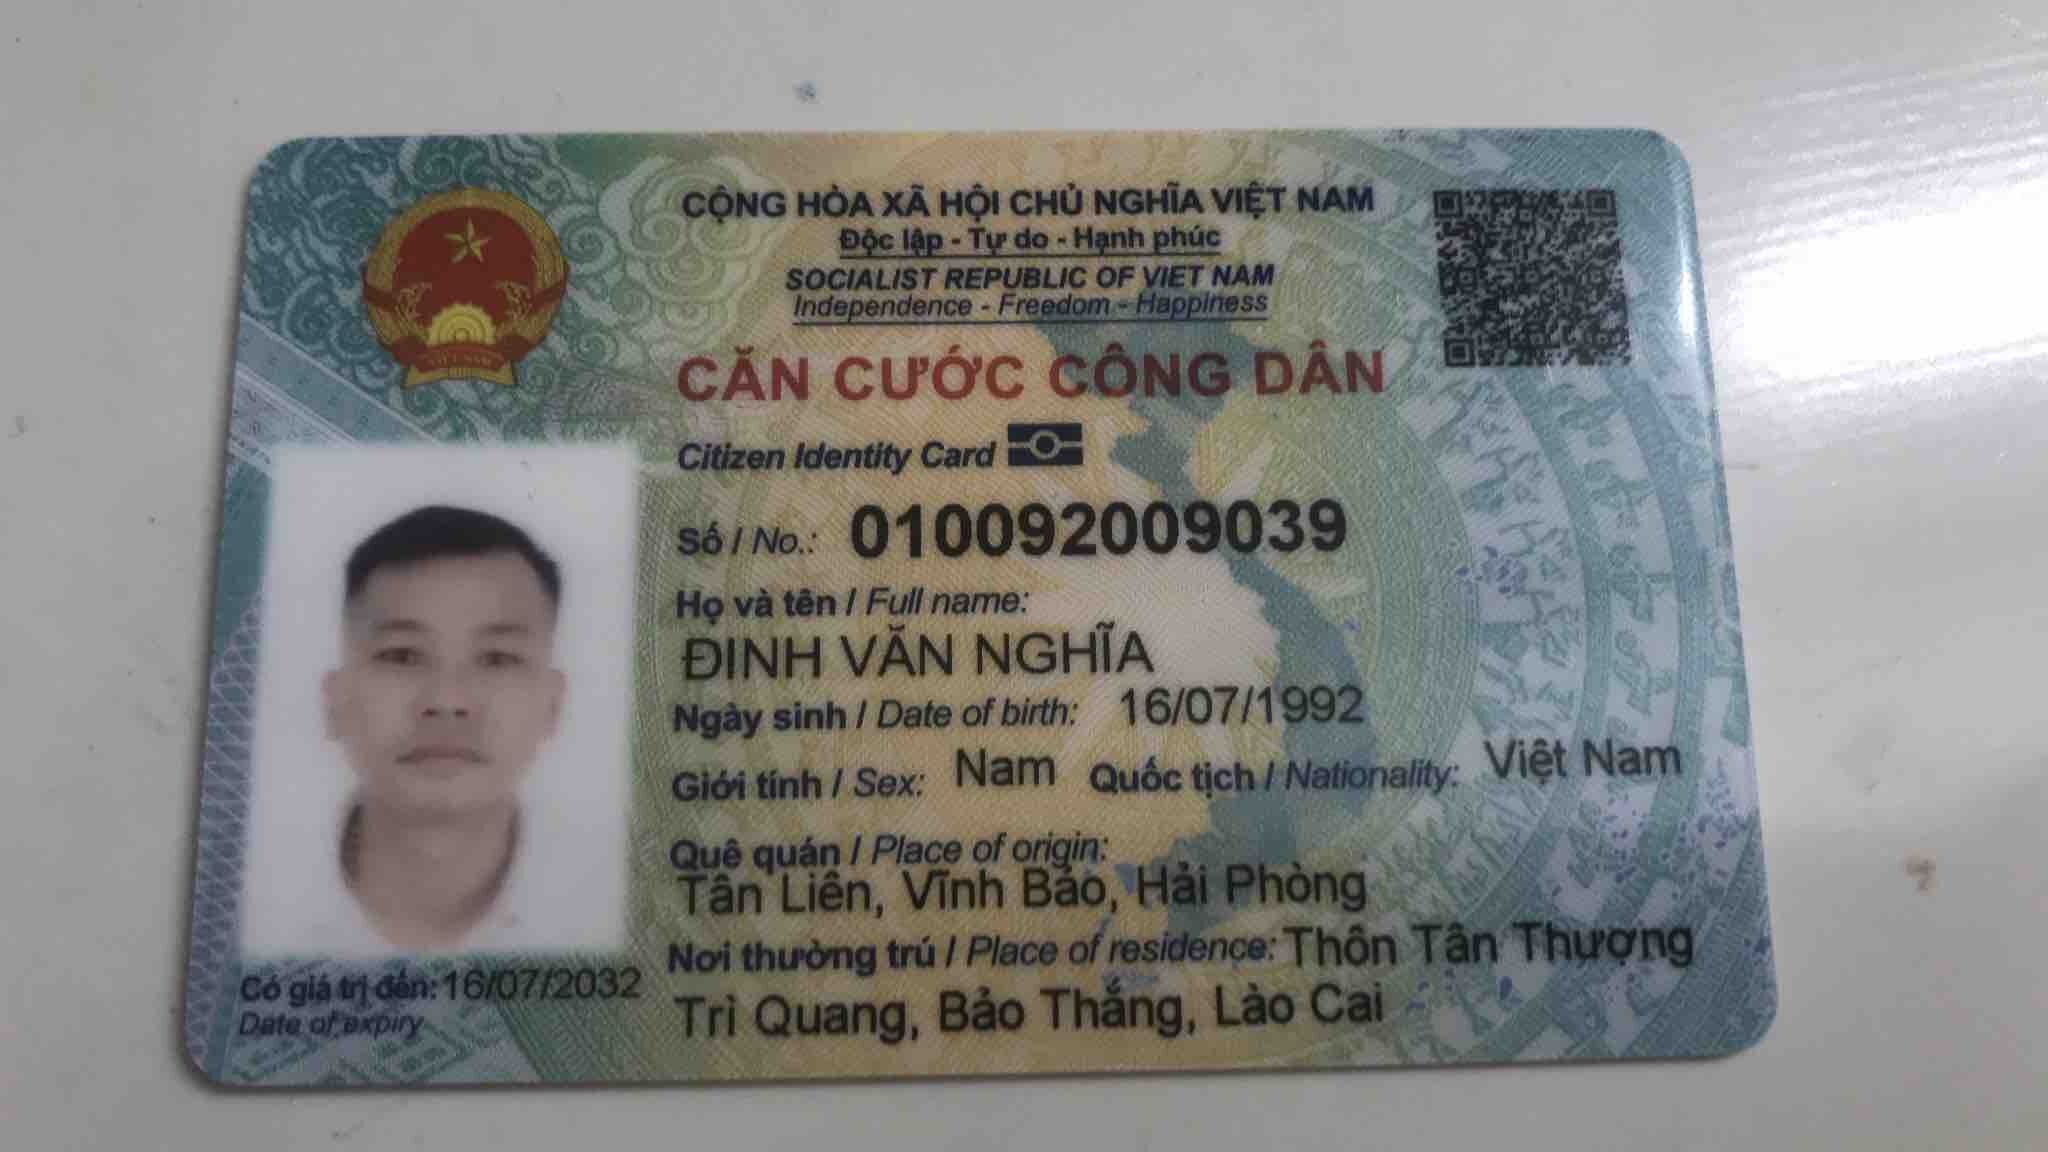 CỘNG HÒA XÃ HỘI CHỦ NGHĨA VIỆT NAM
Độc lập - Tự do - Hạnh phúc
SOCIALIST REPUBLIC OF VIET NAM
Independence - Freedom - Happiness
CĂN CƯỚC CÔNG DÂN
Citizen Identity Card
Số / No.: 010092009039
Họ và tên / Full name:
ĐINH VĂN NGHĨA
Ngày sinh / Date of birth: 16/07/1992
Giới tính / Sex: Nam Quốc tịch / Nationality: Việt Nam
Quê quán / Place of origin:
Tân Liên, Vĩnh Bảo, Hải Phòng
Nơi thường trú / Place of residence: Thôn Tân Thượng
Trì Quang, Bảo Thắng, Lào Cai
Có giá trị đến: 16/07/2032
Date of expiry
VIỆT NAM